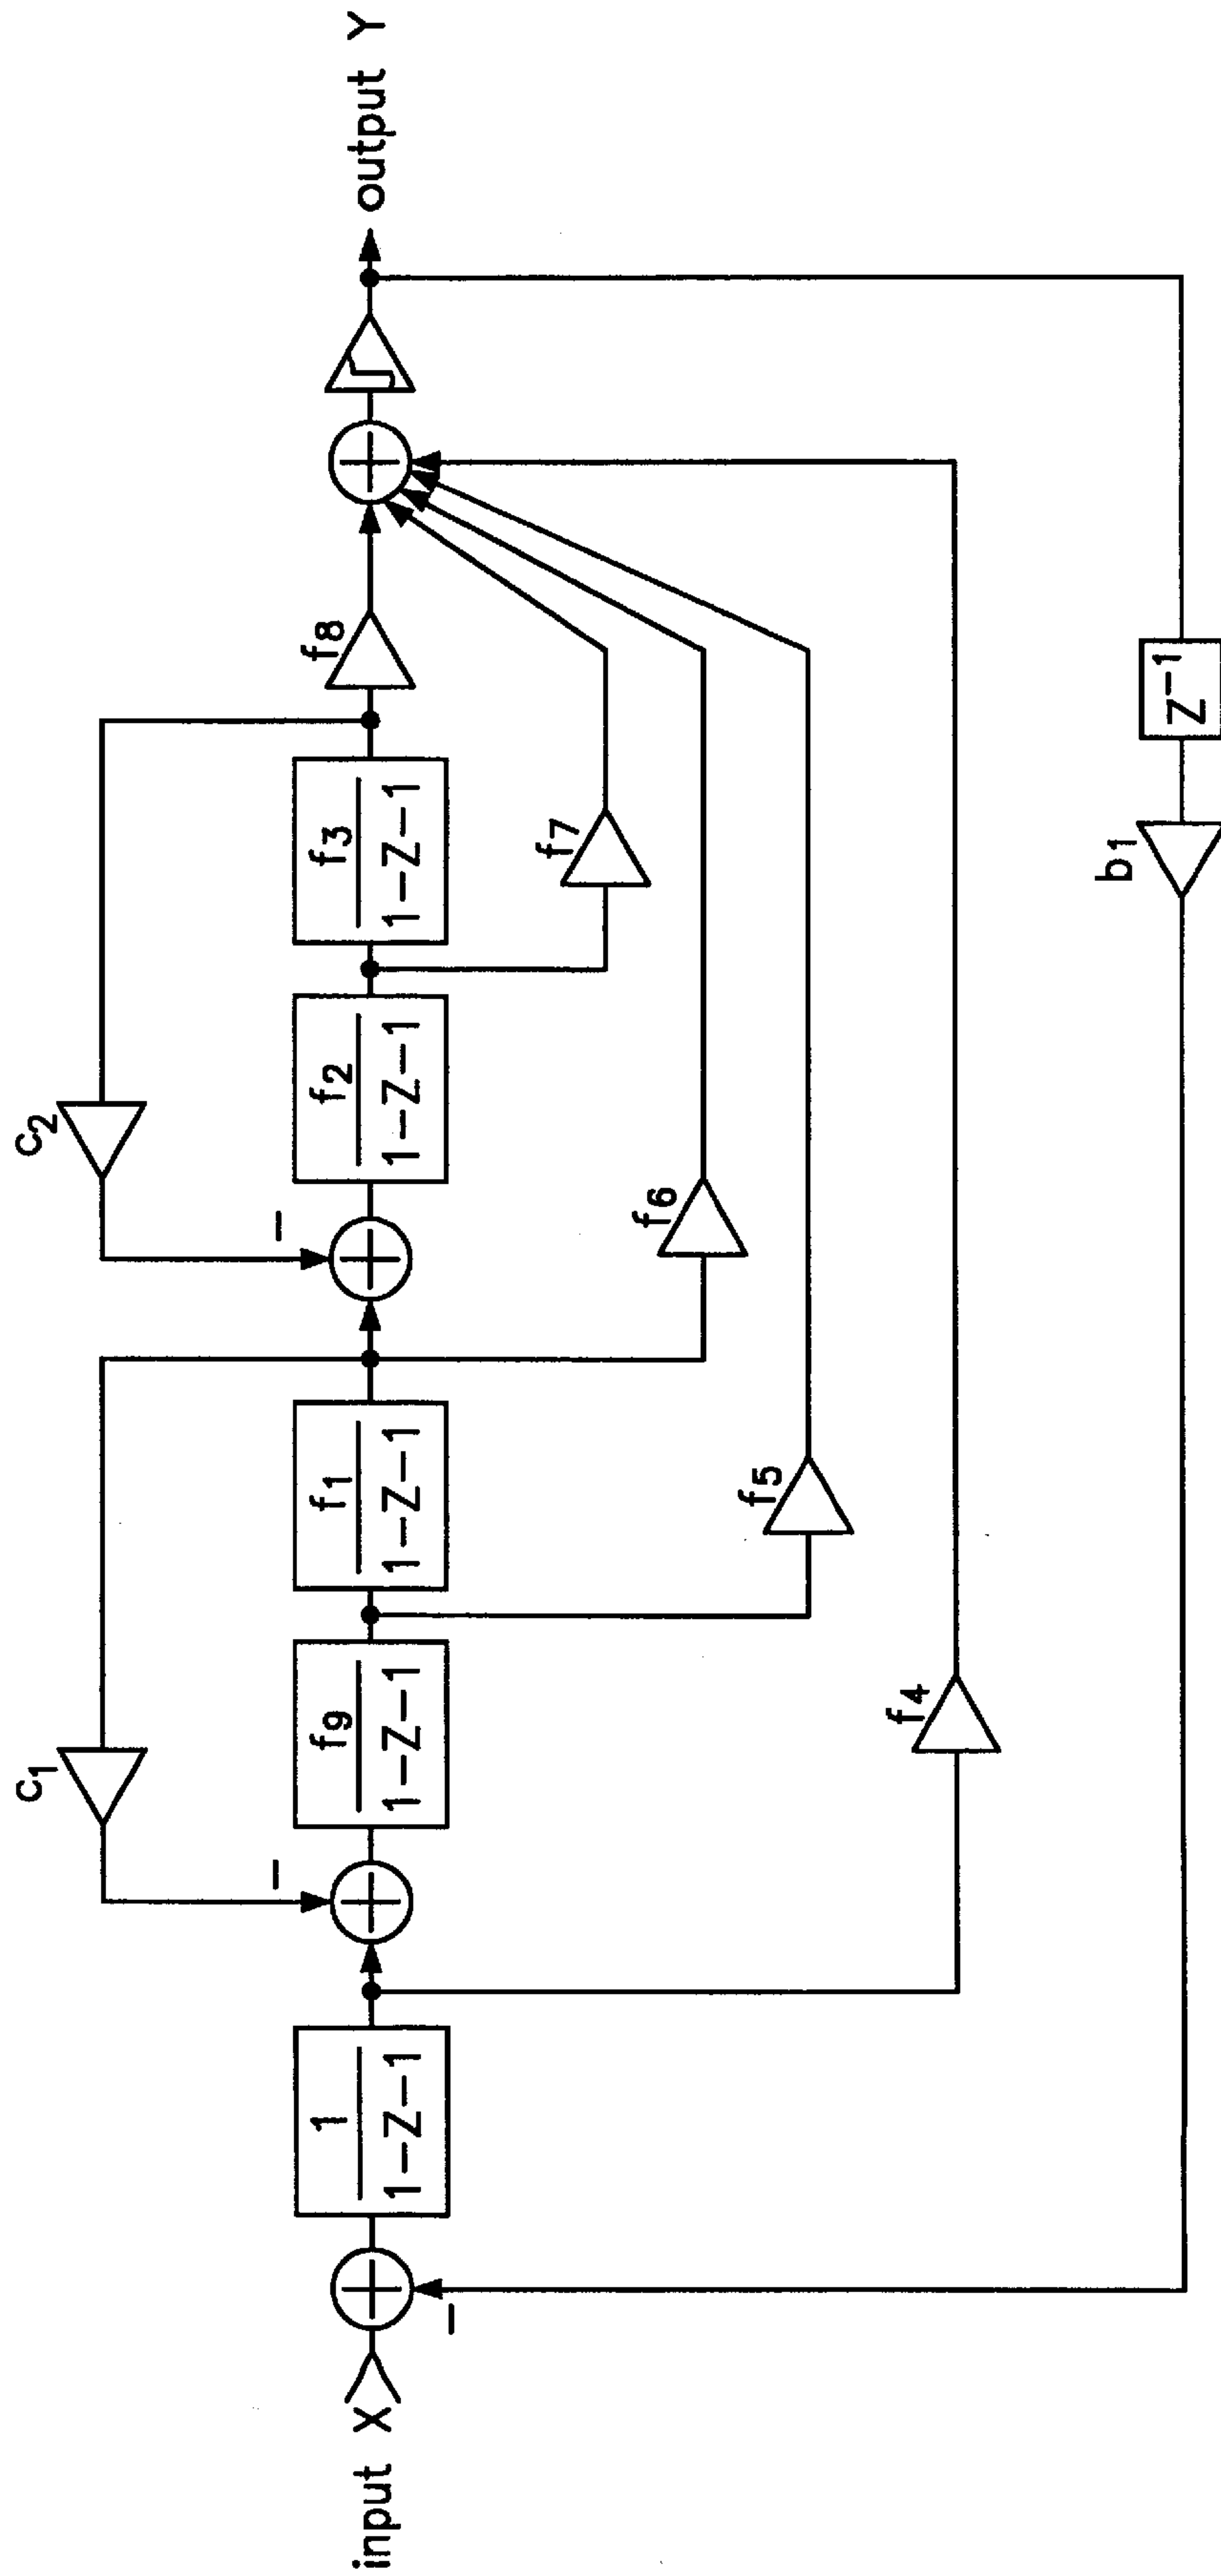 c₁
c₂
input X
1
1−Z−1
f₉
1−Z−1
f₁
1−Z−1
f₂
1−Z−1
f₃
1−Z−1
f₈
output Y
f₇
f₆
f₅
f₄
b₁
Z⁻¹